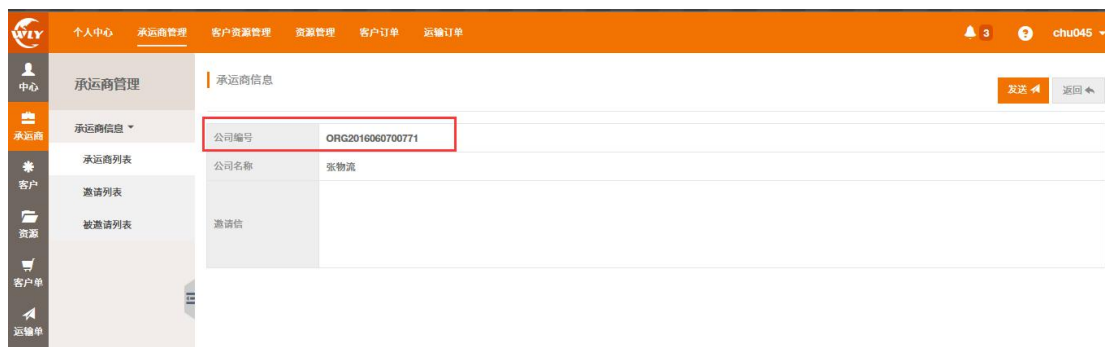 WLY
个人中心 承运商管理 客户资源管理 资源管理 客户订单 运输订单 3 ? chu045
中心
承运商
客户
资源
客户单
运输单
承运商管理
承运商信息
承运商列表
邀请列表
被邀请列表
承运商信息
发送 返回
公司编号 ORG2016060700771
公司名称 张物流
邀请信